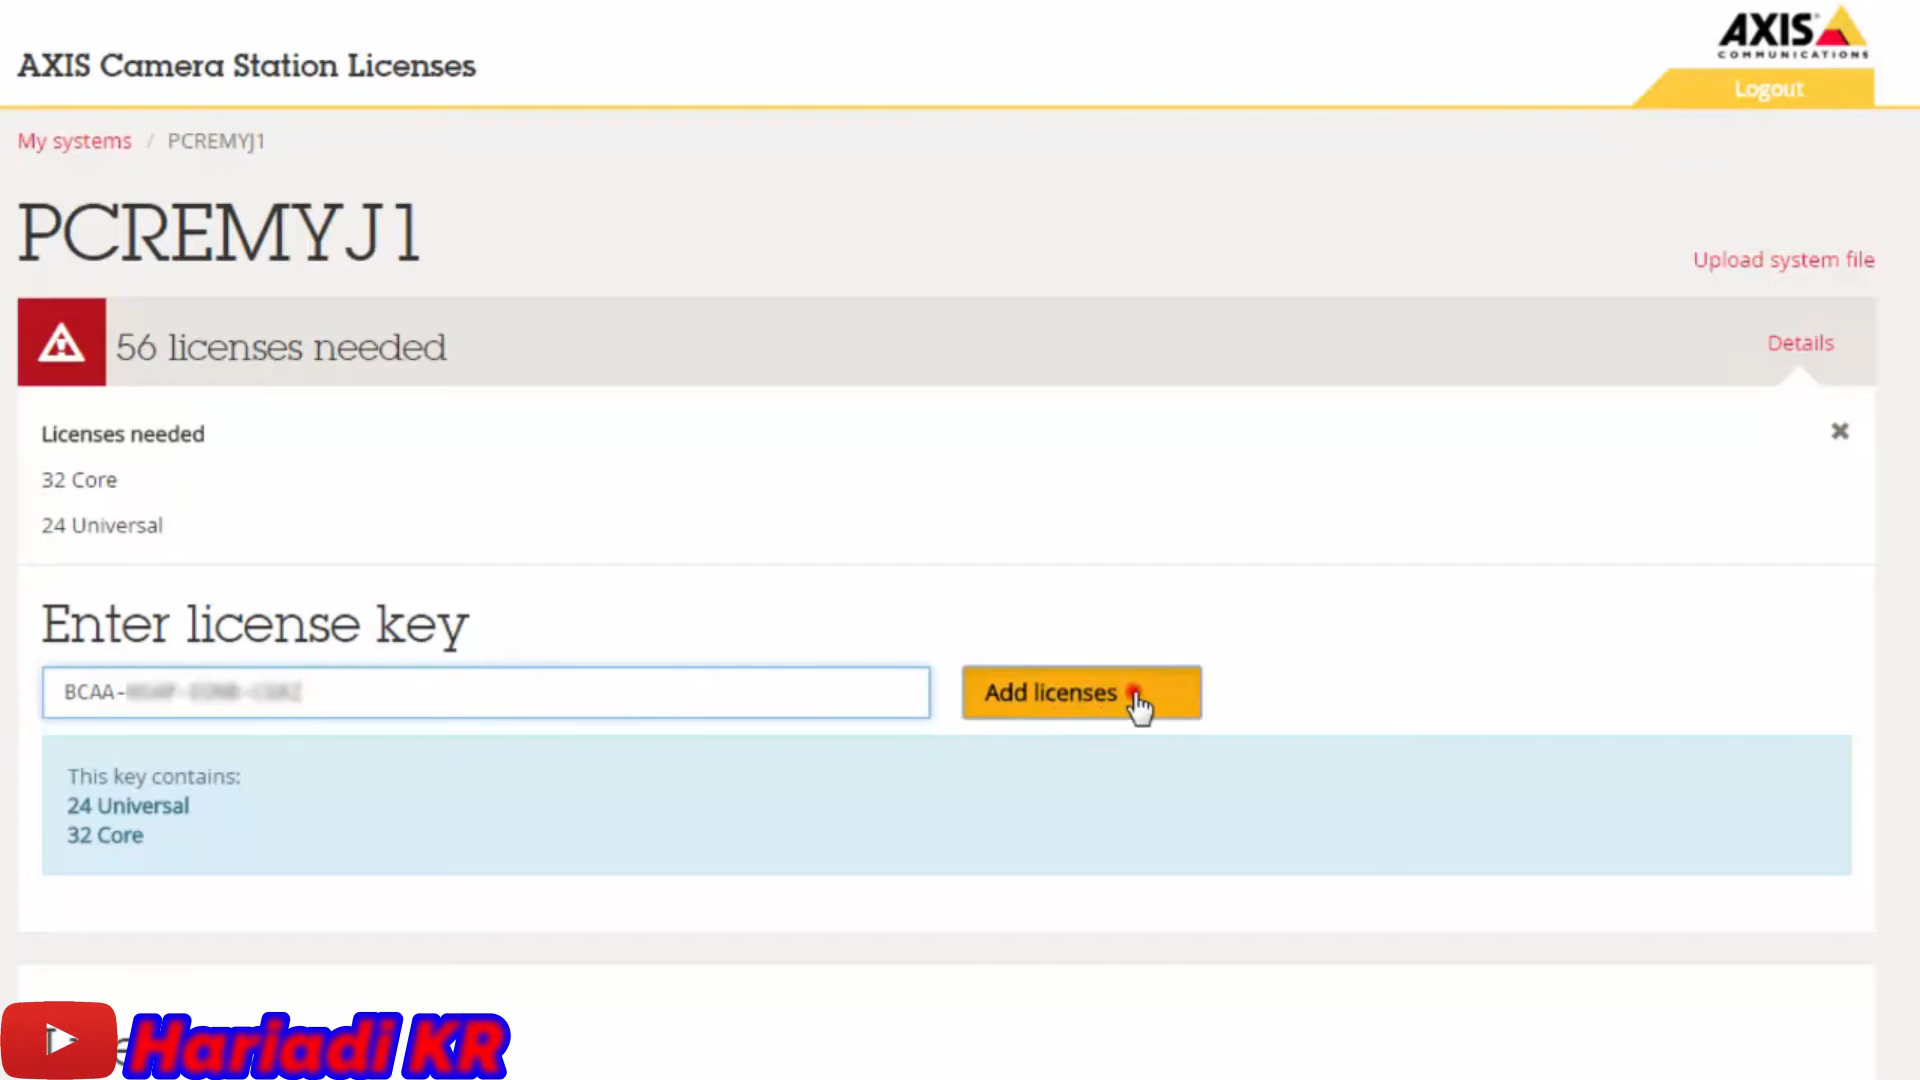 AXIS
COMMUNICATIONS
AXIS Camera Station Licenses
Logout
My systems / PCREMYJ1
PCREMYJ1
Upload system file
56 licenses needed
Details
Licenses needed
32 Core
24 Universal
Enter license key
BCAA-
Add licenses
This key contains:
24 Universal
32 Core
Hariadi KR